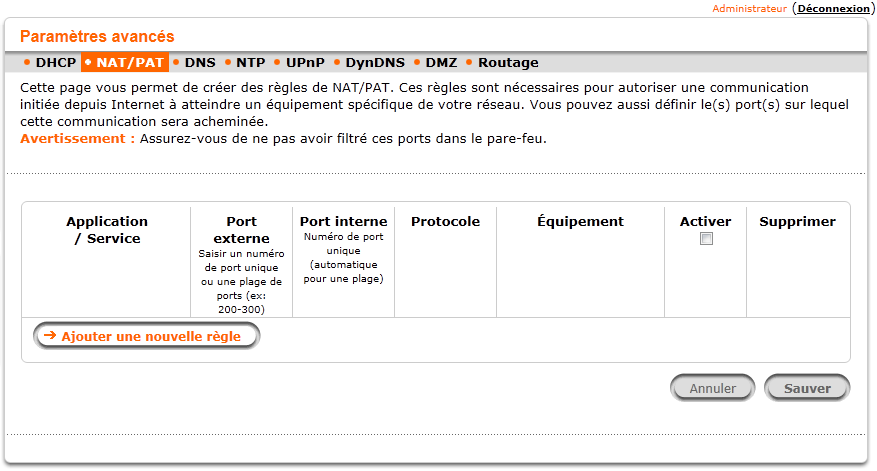 Administrateur (Déconnexion)
Paramètres avancés
DHCP NAT/PAT DNS NTP UPnP DynDNS DMZ Routage
Cette page vous permet de créer des règles de NAT/PAT. Ces règles sont nécessaires pour autoriser une communication
initiée depuis Internet à atteindre un équipement spécifique de votre réseau. Vous pouvez aussi définir le(s) port(s) sur lequel
cette communication sera acheminée.
Avertissement : Assurez-vous de ne pas avoir filtré ces ports dans le pare-feu.
Application
/ Service
Port
externe
Saisir un numéro
de port unique
ou une plage de
ports (ex:
200-300)
Port interne
Numéro de port
unique
(automatique
pour une plage)
Protocole
Équipement
Activer
Supprimer
Ajouter une nouvelle règle
Annuler
Sauver